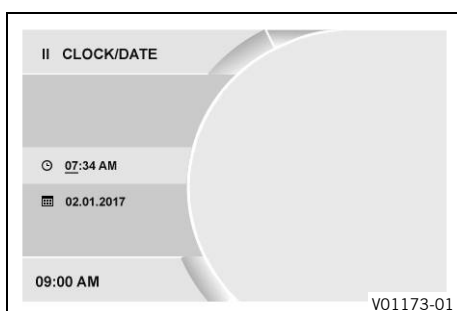 II CLOCK/DATE
07:34 AM
02.01.2017
09:00 AM
V01173-01